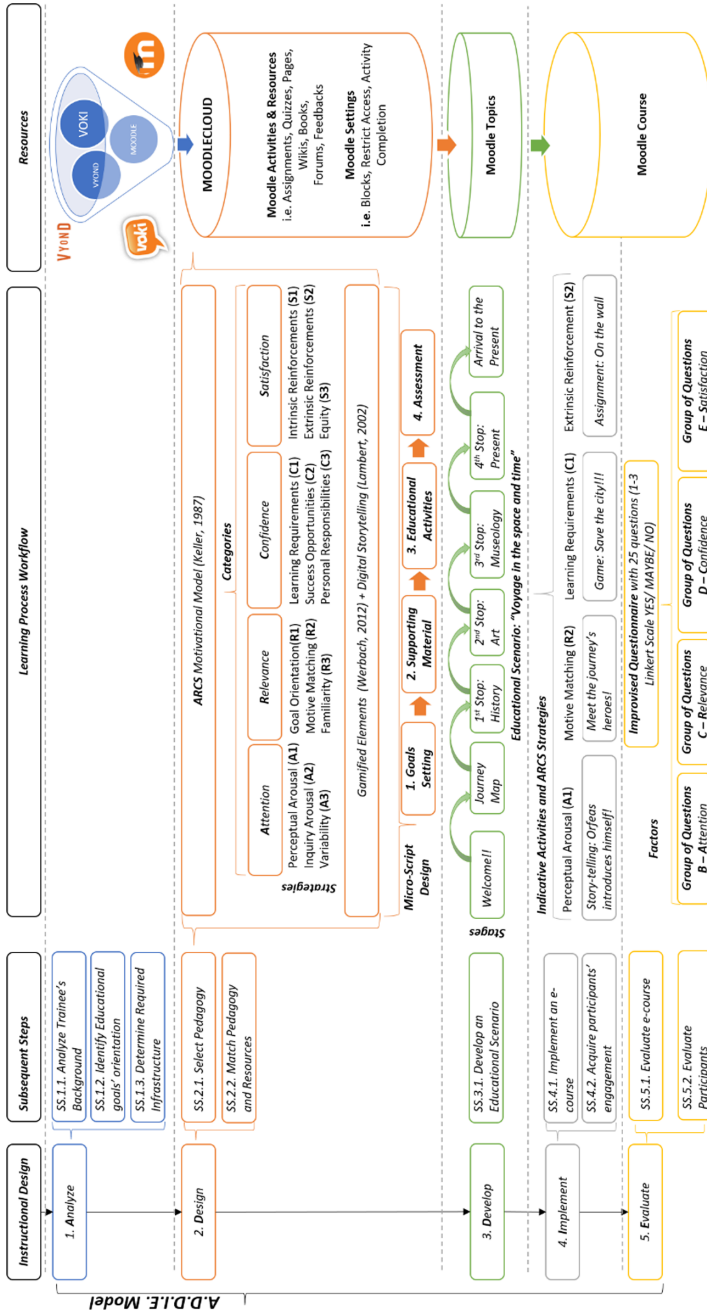 A.D.D.I.E. Model
Instructional Design
Subsequent Steps
Learning Process Workflow
Resources
1. Analyze
SS.1.1. Analyze Trainee's
Background
SS.1.2. Identify Educational
goals' orientation
SS.1.3. Determine Required
Infrastructure
VYOND
voki
m
VYOND
VOKI
MOODLE
2. Design
SS.2.1. Select Pedagogy
SS.2.2. Match Pedagogy
and Resources
ARCS Motivational Model (Keller, 1987)
Categories
Strategies
Attention
Perceptual Arousal (A1)
Inquiry Arousal (A2)
Variability (A3)
Relevance
Goal Orientation(R1)
Motive Matching (R2)
Familiarity (R3)
Confidence
Learning Requirements (C1)
Success Opportunities (C2)
Personal Responsibilities (C3)
Satisfaction
Intrinsic Reinforcements (S1)
Extrinsic Reinforcements (S2)
Equity (S3)
Gamified Elements (Werbach, 2012) + Digital Storytelling (Lambert, 2002)
Micro-Script
Design
1. Goals
Setting
2. Supporting
Material
3. Educational
Activities
4. Assessment
MOODLECLOUD
Moodle Activities & Resources
i.e. Assignments, Quizzes, Pages,
Wikis, Books,
Forums, Feedbacks
Moodle Settings
i.e. Blocks, Restrict Access, Activity
Completion
3. Develop
SS.3.1. Develop an
Educational Scenario
Stages
Welcome!!
Journey
Map
1st Stop:
History
2nd Stop:
Art
3rd Stop:
Museology
4th Stop:
Present
Arrival to the
Present
Educational Scenario: "Voyage in the space and time"
Moodle Topics
4. Implement
SS.4.1. Implement an e-
course
SS.4.2. Acquire participants'
engagement
Indicative Activities and ARCS Strategies
Perceptual Arousal (A1)
Story-telling: Orfeas
introduces himself!
Motive Matching (R2)
Meet the journey's
heroes!
Learning Requirements (C1)
Game: Save the city!!!
Extrinsic Reinforcement (S2)
Assignment: On the wall
Moodle Course
5. Evaluate
SS.5.1. Evaluate e-course
SS.5.2. Evaluate
Participants
Improvised Questionnaire with 25 questions (1-3
Linkert Scale YES/ MAYBE/ NO)
Factors
Group of Questions
B – Attention
Group of Questions
C – Relevance
Group of Questions
D – Confidence
Group of Questions
E – Satisfaction